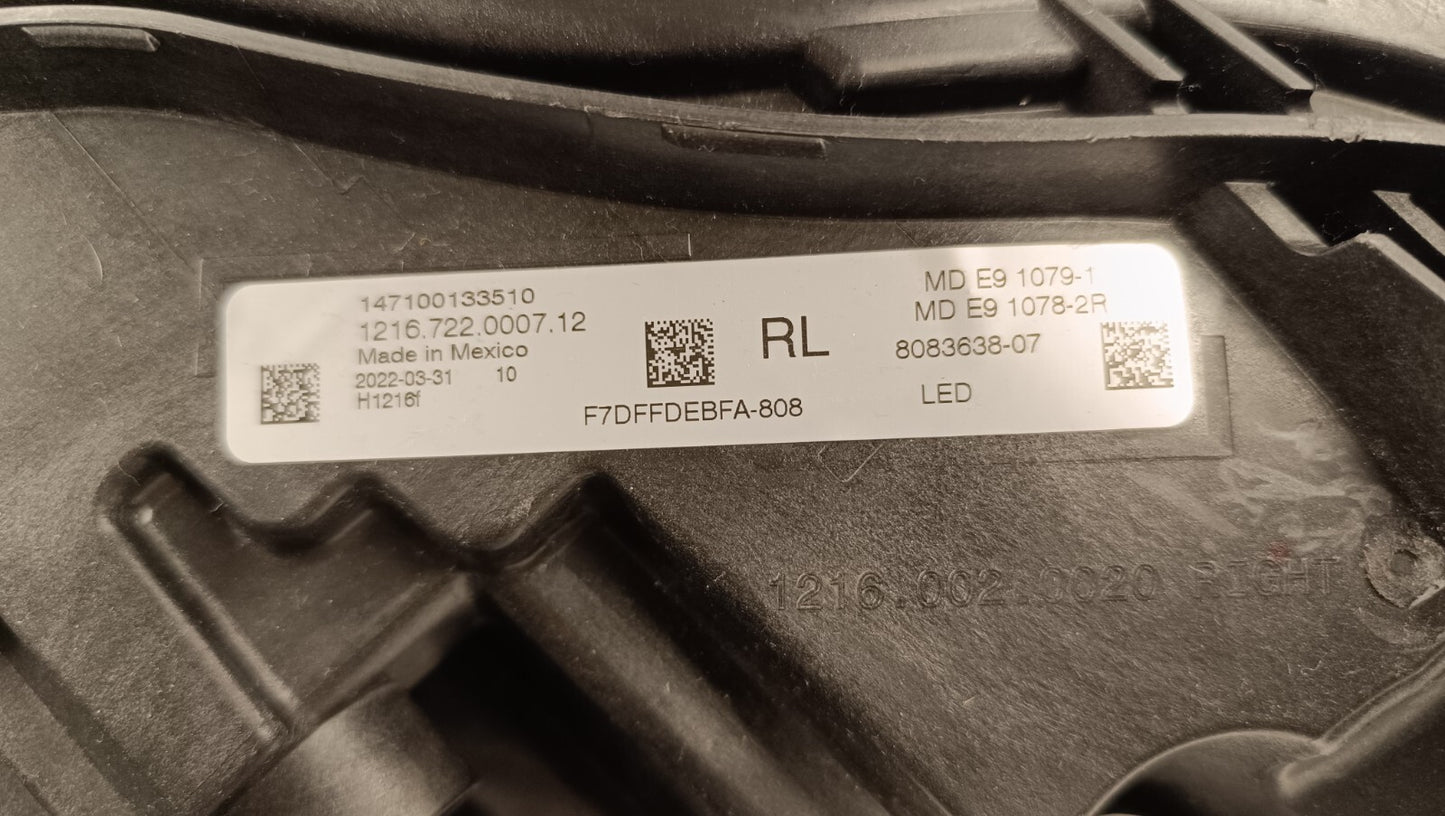 147100133510
1216.722.0007.12
Made in Mexico
2022-03-31 10
H1216f
F7DFFDEBFA-808
RL
MD E9 1079-1
MD E9 1078-2R
8083638-07
LED
1216.002.0020 RIGHT